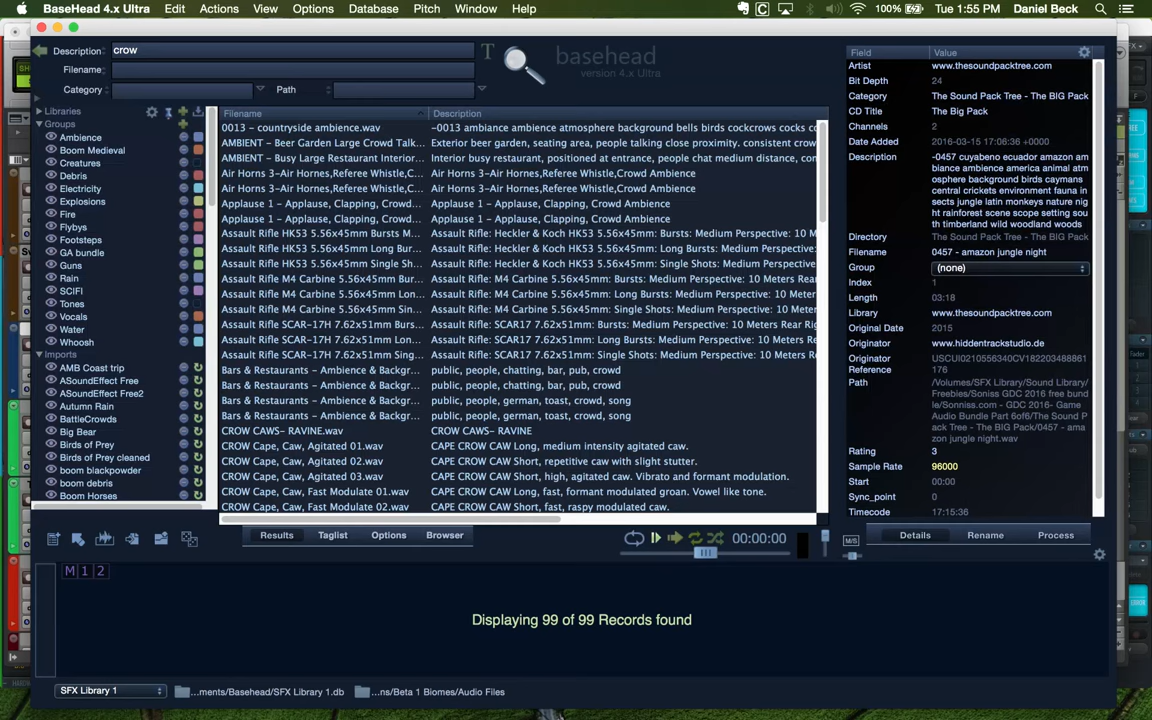 BaseHead 4.x Ultra Edit Actions View Options Database Pitch Window Help 100% Tue 1:55 PM Daniel Beck
Description: crow
Filename:
Category: Path
T
basehead
version 4.x Ultra
Libraries
Groups
Ambience
Boom Medieval
Creatures
Debris
Electricity
Explosions
Fire
Flybys
Footsteps
GA bundle
Guns
Rain
SCIFI
Tones
Vocals
Water
Whoosh
Imports
AMB Coast trip
ASoundEffect Free
ASoundEffect Free2
Autumn Rain
BattleCrowds
Big Bear
Birds of Prey
Birds of Prey cleaned
boom blackpowder
boom debris
Boom Horses
Filename Description
0013 – countryside ambience.wav ~0013 ambiance ambience atmosphere background bells birds cockcrows cocks co
AMBIENT – Beer Garden Large Crowd Talk... Exterior beer garden, seating area, people talking close proximity. consistent crow
AMBIENT – Busy Large Restaurant Interior... Interior busy restaurant, positioned at entrance, people chat medium distance, con
Air Horns 3–Air Hornes,Referee Whistle,C... Air Horns 3–Air Hornes,Referee Whistle,Crowd Ambience
Air Horns 3–Air Hornes,Referee Whistle,C... Air Horns 3–Air Hornes,Referee Whistle,Crowd Ambience
Applause 1 – Applause, Clapping, Crowd... Applause 1 – Applause, Clapping, Crowd Ambience
Applause 1 – Applause, Clapping, Crowd... Applause 1 – Applause, Clapping, Crowd Ambience
Assault Rifle HK53 5.56x45mm Bursts M... Assault Rifle: Heckler & Koch HK53 5.56x45mm: Bursts: Medium Perspective: 10 M
Assault Rifle HK53 5.56x45mm Long Bur... Assault Rifle: Heckler & Koch HK53 5.56x45mm: Long Bursts: Medium Perspective:
Assault Rifle HK53 5.56x45mm Single Sh... Assault Rifle: Heckler & Koch HK53 5.56x45mm: Single Shots: Medium Perspective:
Assault Rifle M4 Carbine 5.56x45mm Bur... Assault Rifle: M4 Carbine 5.56x45mm: Bursts: Medium Perspective: 10 Meters Rea
Assault Rifle M4 Carbine 5.56x45mm Lon... Assault Rifle: M4 Carbine 5.56x45mm: Long Bursts: Medium Perspective: 10 Meter
Assault Rifle M4 Carbine 5.56x45mm Sin... Assault Rifle: M4 Carbine 5.56x45mm: Single Shots: Medium Perspective: 10 Meter
Assault Rifle SCAR–17H 7.62x51mm Burs... Assault Rifle: SCAR17 7.62x51mm: Bursts: Medium Perspective: 10 Meters Rear Rig
Assault Rifle SCAR–17H 7.62x51mm Lon... Assault Rifle: SCAR17 7.62x51mm: Long Bursts: Medium Perspective: 10 Meters Re
Assault Rifle SCAR–17H 7.62x51mm Sing... Assault Rifle: SCAR17 7.62x51mm: Single Shots: Medium Perspective: 10 Meters Re
Bars & Restaurants – Ambience & Backgr... public, people, chatting, bar, pub, crowd
Bars & Restaurants – Ambience & Backgr... public, people, chatting, bar, pub, crowd
Bars & Restaurants – Ambience & Backgr... public, people, german, toast, crowd, song
Bars & Restaurants – Ambience & Backgr... public, people, german, toast, crowd, song
CROW CAWS– RAVINE.wav CROW CAWS– RAVINE
CROW Cape, Caw, Agitated 01.wav CAPE CROW CAW Long, medium intensity agitated caw.
CROW Cape, Caw, Agitated 02.wav CAPE CROW CAW Short, repetitive caw with slight stutter.
CROW Cape, Caw, Agitated 03.wav CAPE CROW CAW Short, high, agitated caw. Vibrato and formant modulation.
CROW Cape, Caw, Fast Modulate 01.wav CAPE CROW CAW Long, fast, formant modulated groan. Vowel like tone.
CROW Cape, Caw, Fast Modulate 02.wav CAPE CROW CAW Short, fast, raspy modulated caw.
Field Value
Artist www.thesoundpacktree.com
Bit Depth 24
Category The Sound Pack Tree - The BIG Packk
CD Title The Big Pack
Channels 2
Date Added 2016-03-15 17:06:36 +0000
Description -0457 cuyabeno ecuador amazon am
biance ambience america animal atm
osphere background birds caymans
central crickets environment fauna in
sects jungle latin monkeys nature nig
ht rainforest scene scope setting sou
th timberland wild woodland woods
Directory The Sound Pack Tree - The BIG Pack
Filename 0457 - amazon jungle night
Group (none)
Index 1
Length 03:18
Library www.thesoundpacktree.com
Original Date 2015
Originator www.hiddentrackstudio.de
Originator USCUI0210556340CV182203488861
Reference 176
Path /Volumes/SFX Library/Sound Library/
Freebies/Soniss GDC 2016 free bund
le/Sonniss.com - GDC 2016- Game
Audio Bundle Part 6of6/The Sound P
ack Tree - The BIG Pack/0457 - ama
zon jungle night.wav
Rating 3
Sample Rate 96000
Start 00:00
Sync_point 0
Timecode 17:15:36
Results Taglist Options Browser 00:00:00 M/S Details Rename Process
M 1 2
Displaying 99 of 99 Records found
SFX Library 1 ...ments/Basehead/SFX Library 1.db ...ns/Beta 1 Biomes/Audio Files